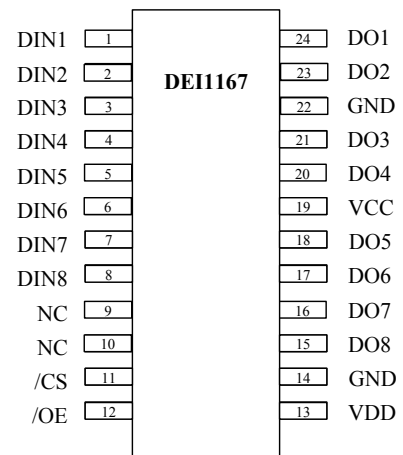 DIN1 1 24 DO1
DIN2 2 DEI1167 23 DO2
DIN3 3 22 GND
DIN4 4 21 DO3
DIN5 5 20 DO4
DIN6 6 19 VCC
DIN7 7 18 DO5
DIN8 8 17 DO6
NC 9 16 DO7
NC 10 15 DO8
/CS 11 14 GND
/OE 12 13 VDD